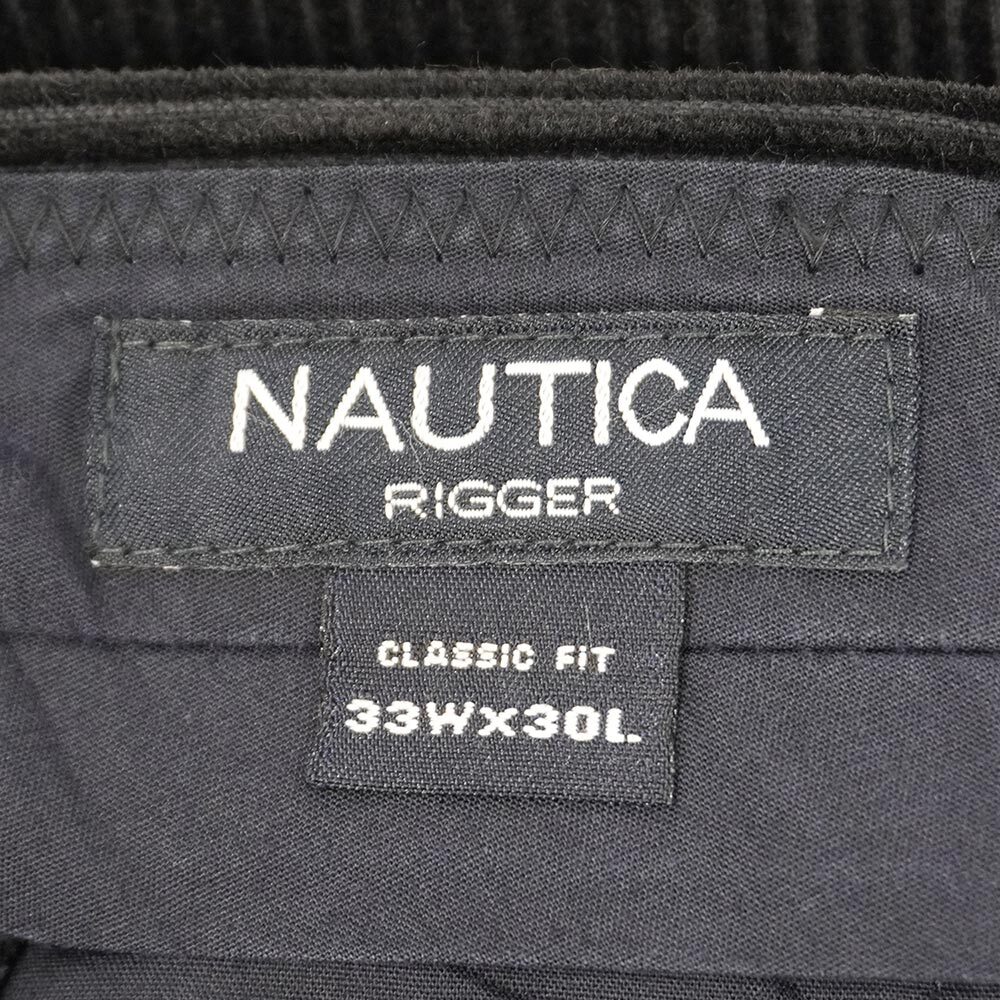 NAUTICA
RIGGER
CLASSIC FIT
33WX30L